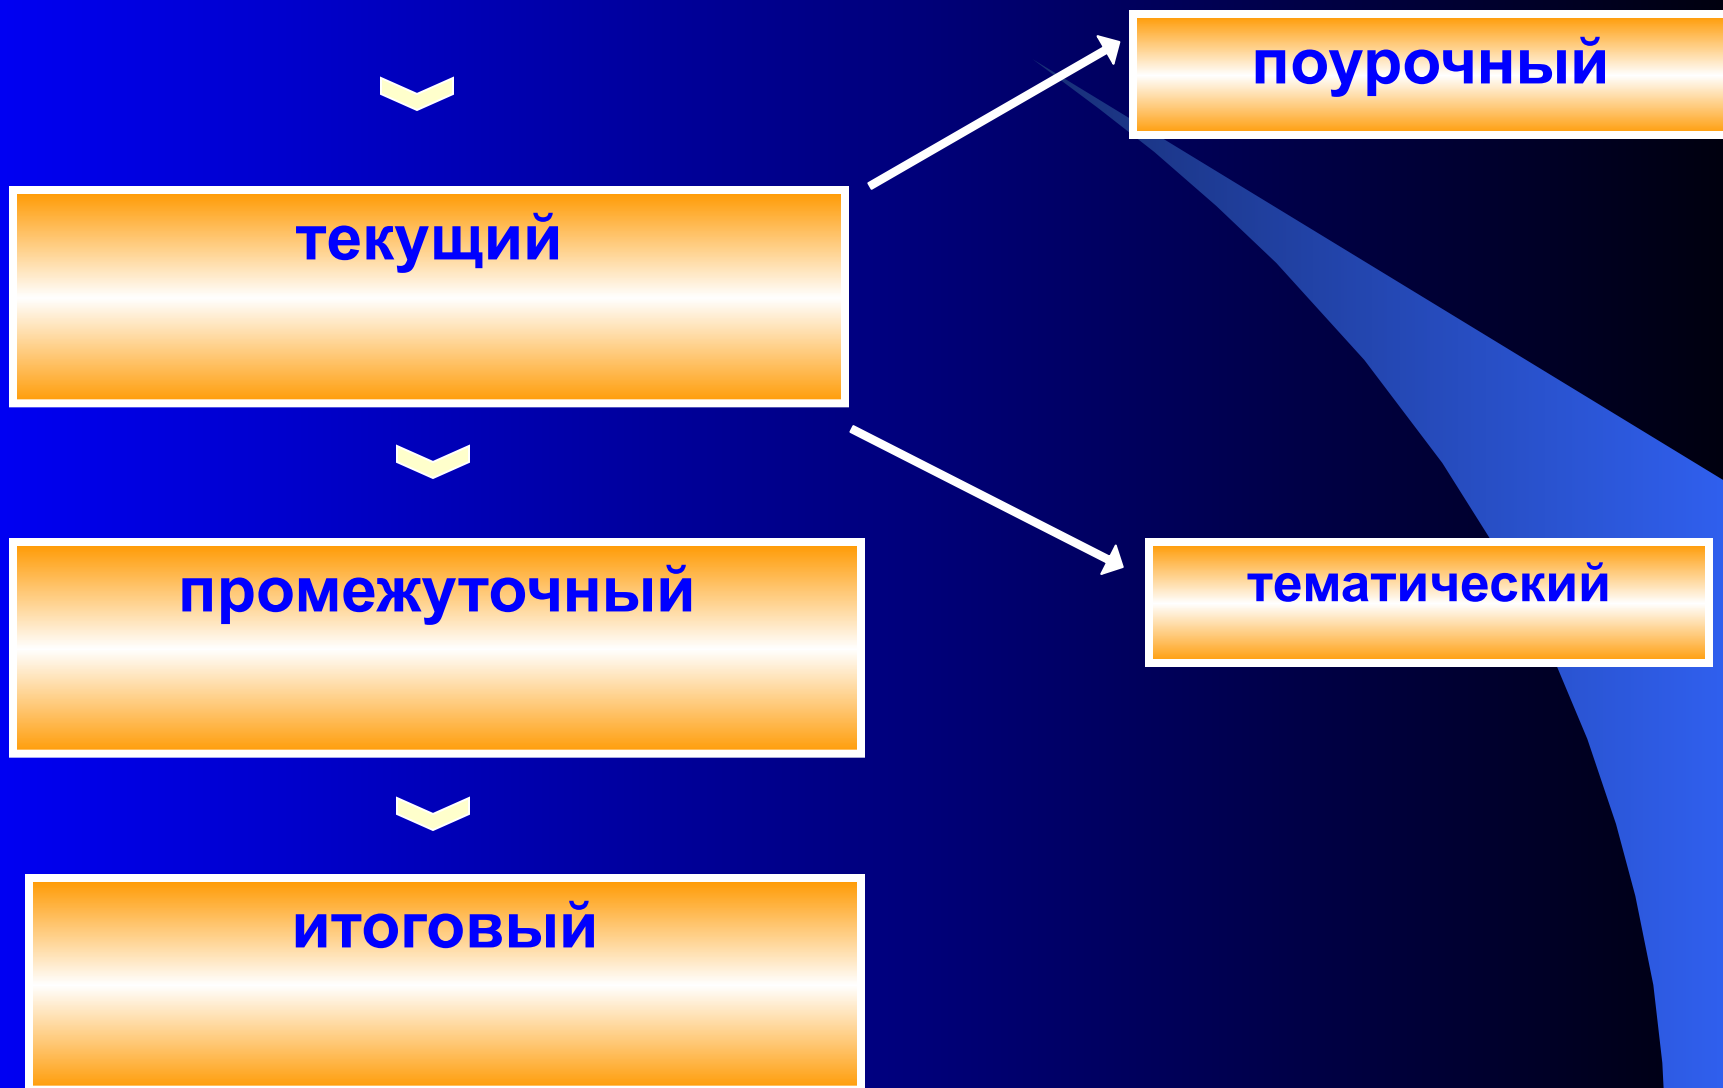 поурочный
текущий
промежуточный
тематический
итоговый